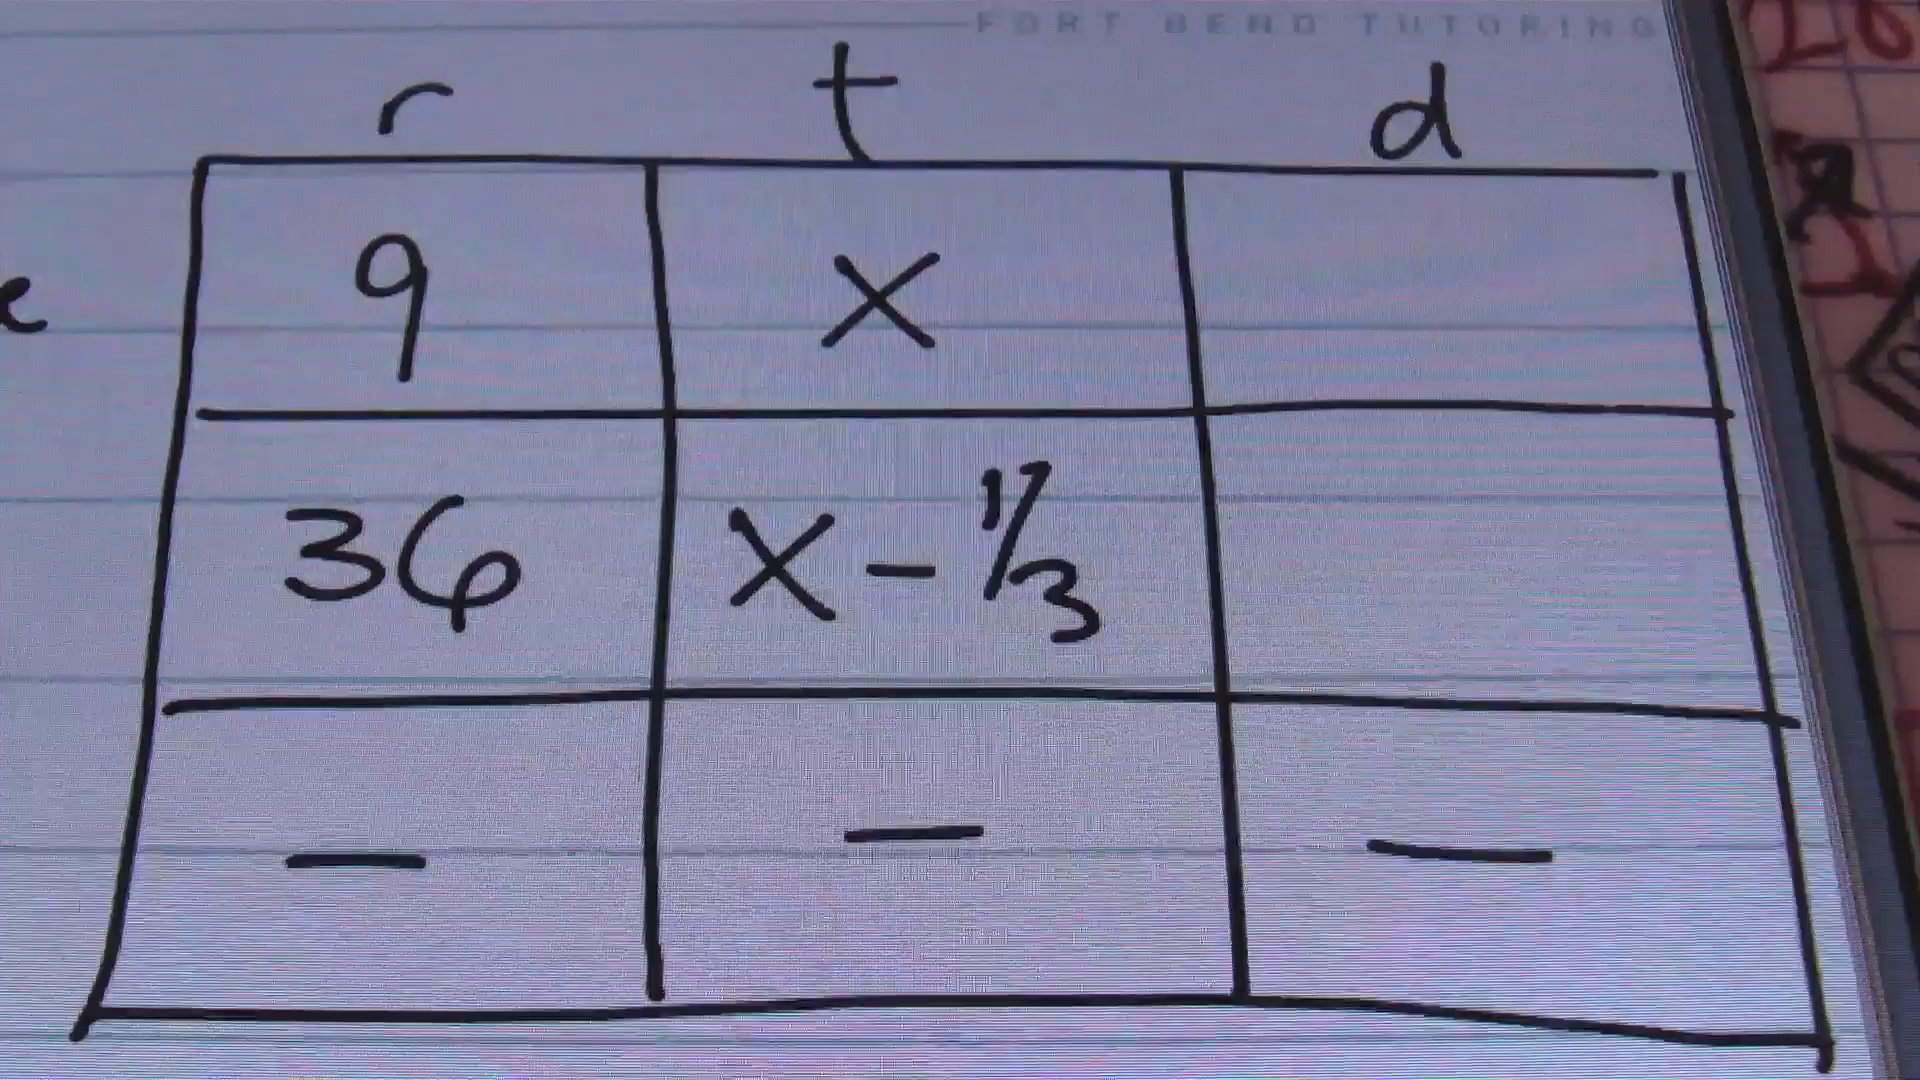 FORT BEND TUTORING
r t d
9 x
36 x - 1/3
— — —